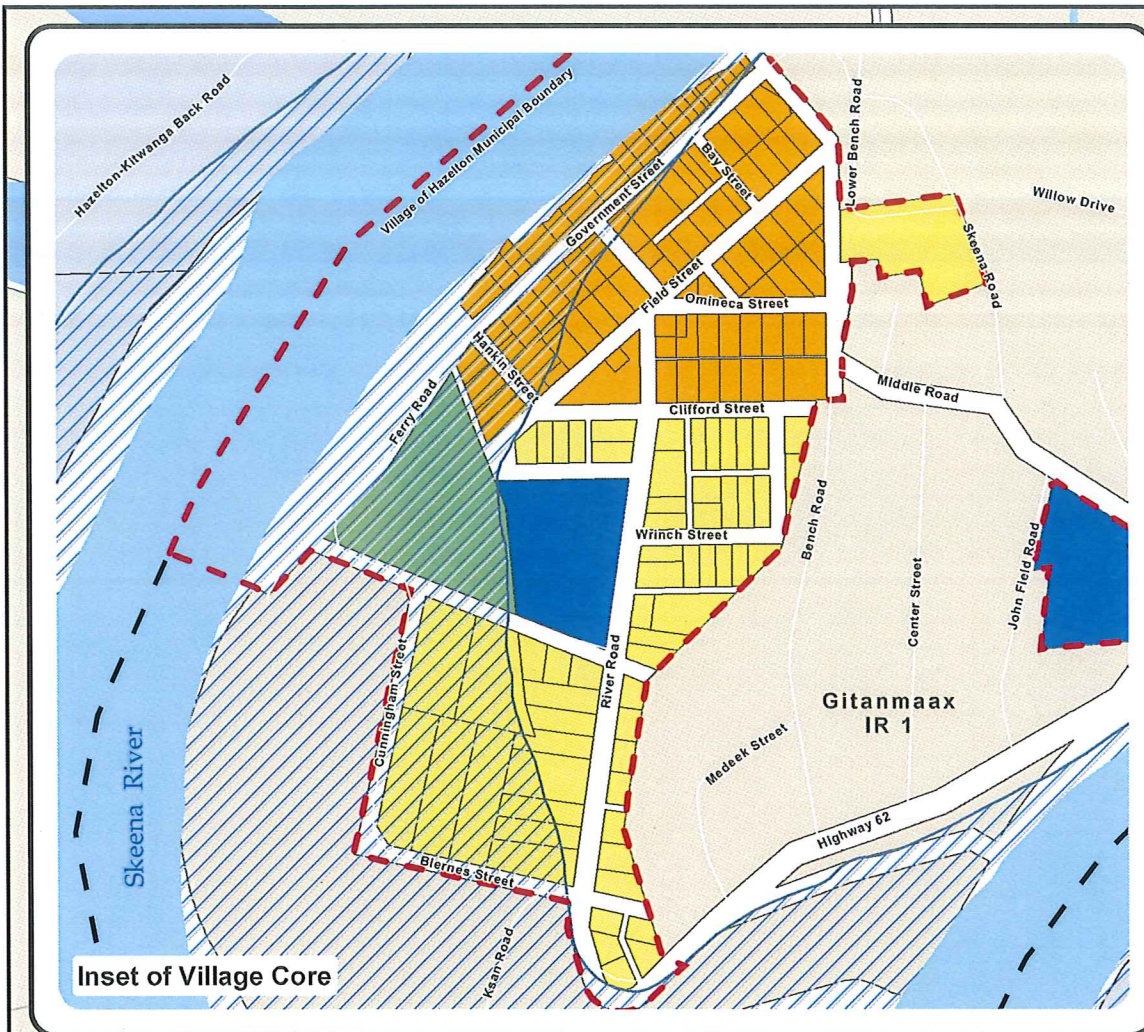 Hazelton-Kitwanga Back Road
Village of Hazelton Municipal Boundary
Lower Bench Road
Willow Drive
Skeena Road
Bay Street
Government Street
Field Street
Omineca Street
Hankin Street
Ferry Road
Clifford Street
Middle Road
Wrinch Street
Bench Road
Center Street
John Field Road
River Road
Cunningham Street
Gitanmaax
IR 1
Medeek Street
Highway 62
Skeena River
Biernes Street
Ksan Road
Inset of Village Core